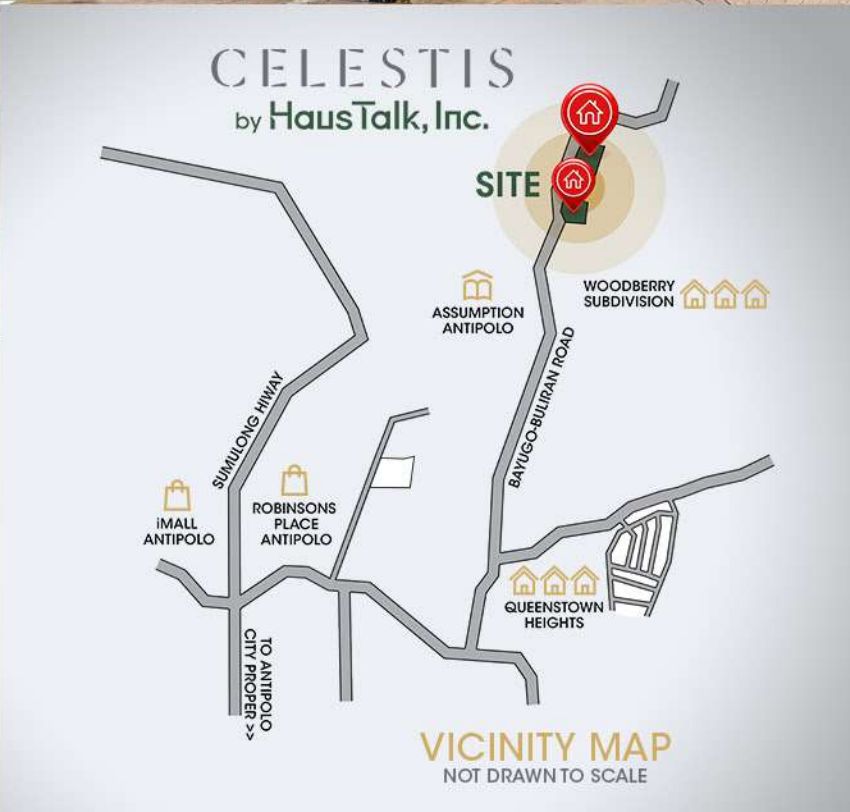 CELESTIS
by HausTalk, Inc.
SITE
ASSUMPTION
ANTIPOLO
WOODBERRY
SUBDIVISION
BAYUGO-BULIRAN ROAD
SUMULONG HIWAY
iMALL
ANTIPOLO
ROBINSONS
PLACE
ANTIPOLO
QUEENSTOWN
HEIGHTS
TO ANTIPOLO
CITY PROPER >>
VICINITY MAP
NOT DRAWN TO SCALE